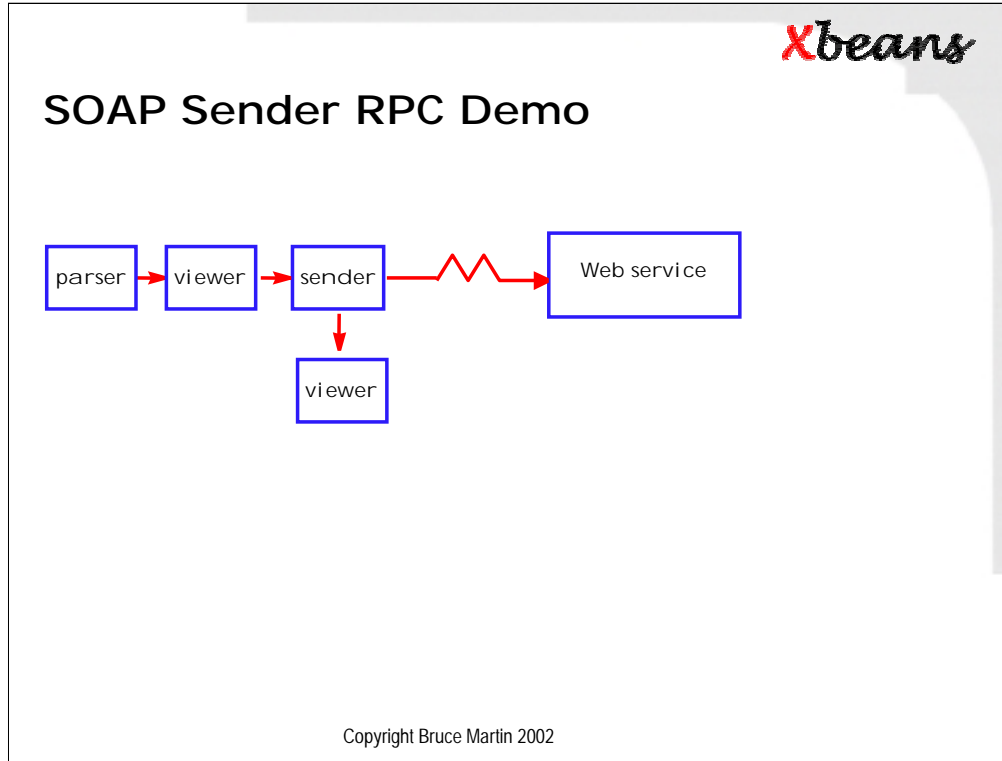 Xbeans
SOAP Sender RPC Demo
parser
viewer
sender
Web service
viewer
Copyright Bruce Martin 2002